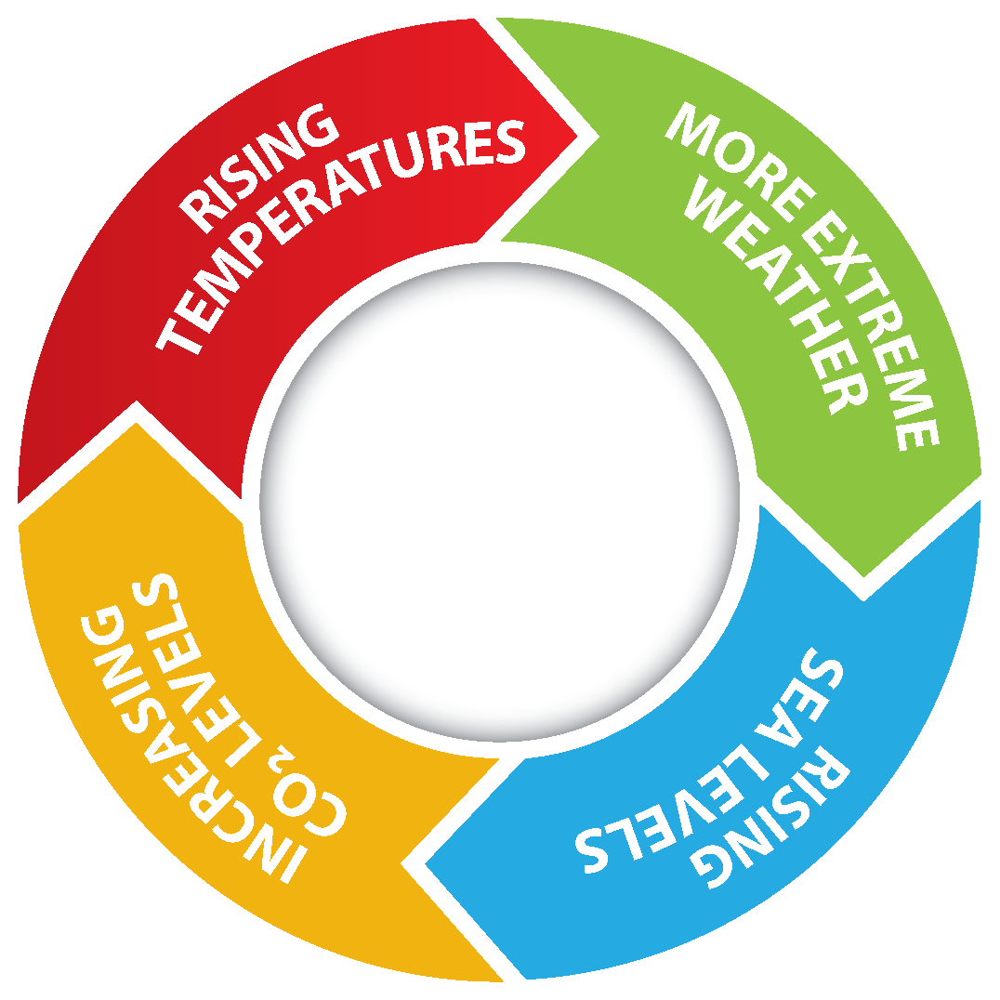 RISING
TEMPERATURES
MORE EXTREME
WEATHER
RISING
SEA LEVELS
INCREASING
CO₂ LEVELS